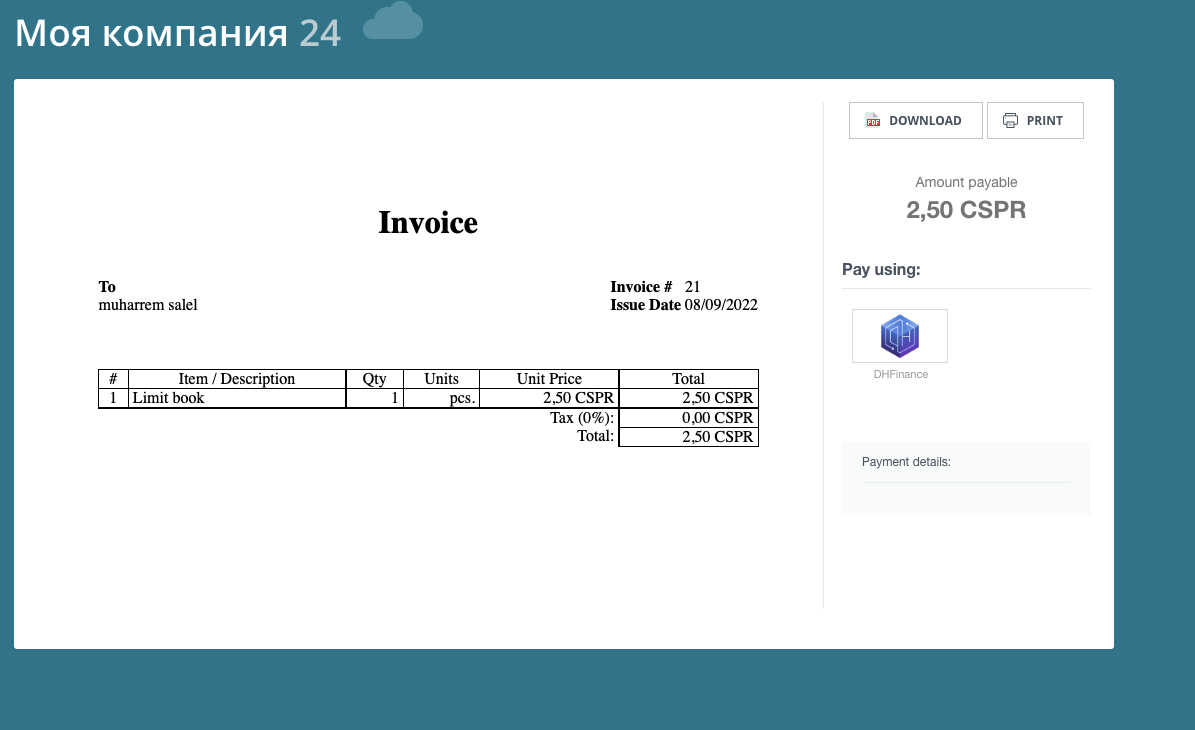 Моя компания 24
DOWNLOAD PRINT
Amount payable
2,50 CSPR
Pay using:
DHFinance
Payment details:
Invoice
To
muharrem salel
Invoice # 21
Issue Date 08/09/2022
# Item / Description Qty Units Unit Price Total
1 Limit book 1 pcs. 2,50 CSPR 2,50 CSPR
Tax (0%): 0,00 CSPR
Total: 2,50 CSPR